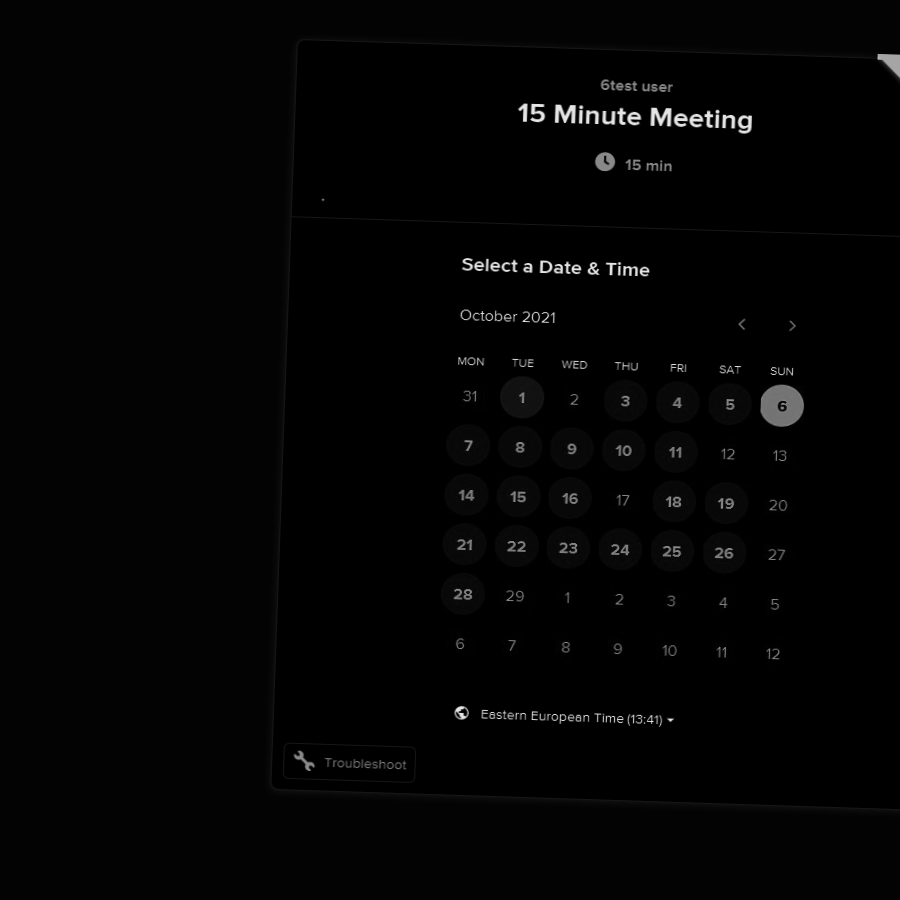 6test user
15 Minute Meeting
15 min
Select a Date & Time
October 2021
MON TUE WED THU FRI SAT SUN
31 1 2 3 4 5 6
7 8 9 10 11 12 13
14 15 16 17 18 19 20
21 22 23 24 25 26 27
28 29 1 2 3 4 5
6 7 8 9 10 11 12
Eastern European Time (13:41)
Troubleshoot